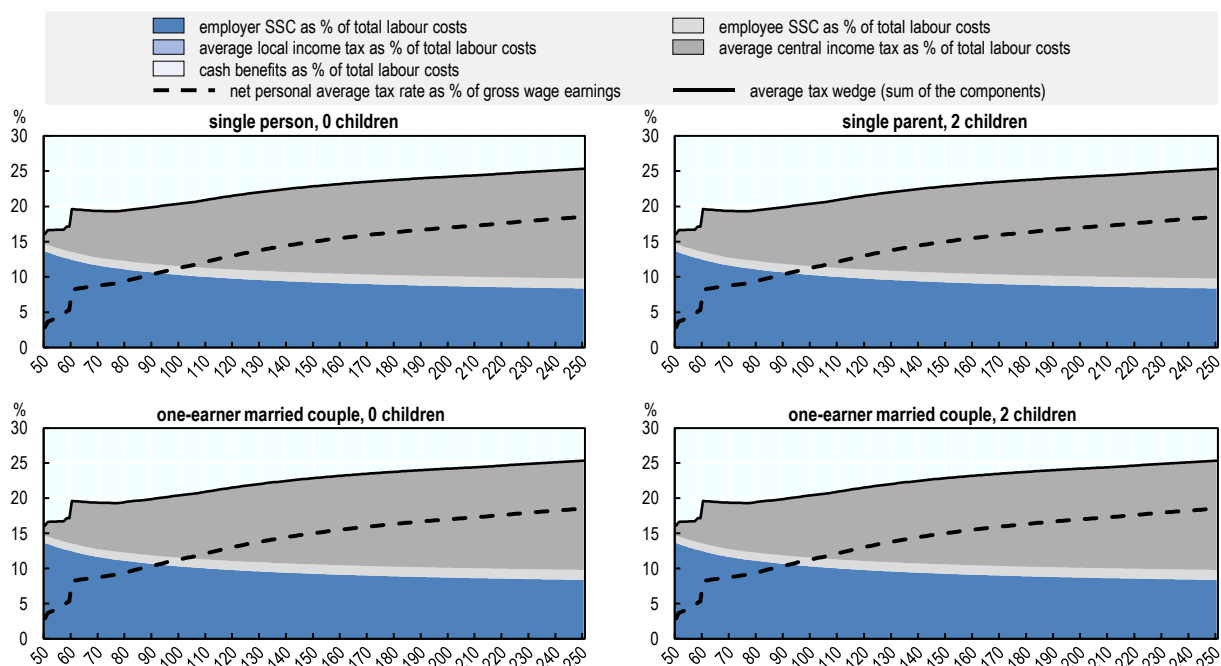 employer SSC as % of total labour costs
employee SSC as % of total labour costs
average local income tax as % of total labour costs
average central income tax as % of total labour costs
cash benefits as % of total labour costs
net personal average tax rate as % of gross wage earnings
average tax wedge (sum of the components)
%
single person, 0 children
30
25
20
15
10
5
0
50 60 70 80 90 100 110 120 130 140 150 160 170 180 190 200 210 220 230 240 250
%
single parent, 2 children
30
25
20
15
10
5
0
50 60 70 80 90 100 110 120 130 140 150 160 170 180 190 200 210 220 230 240 250
%
one-earner married couple, 0 children
30
25
20
15
10
5
0
50 60 70 80 90 100 110 120 130 140 150 160 170 180 190 200 210 220 230 240 250
%
one-earner married couple, 2 children
30
25
20
15
10
5
0
50 60 70 80 90 100 110 120 130 140 150 160 170 180 190 200 210 220 230 240 250